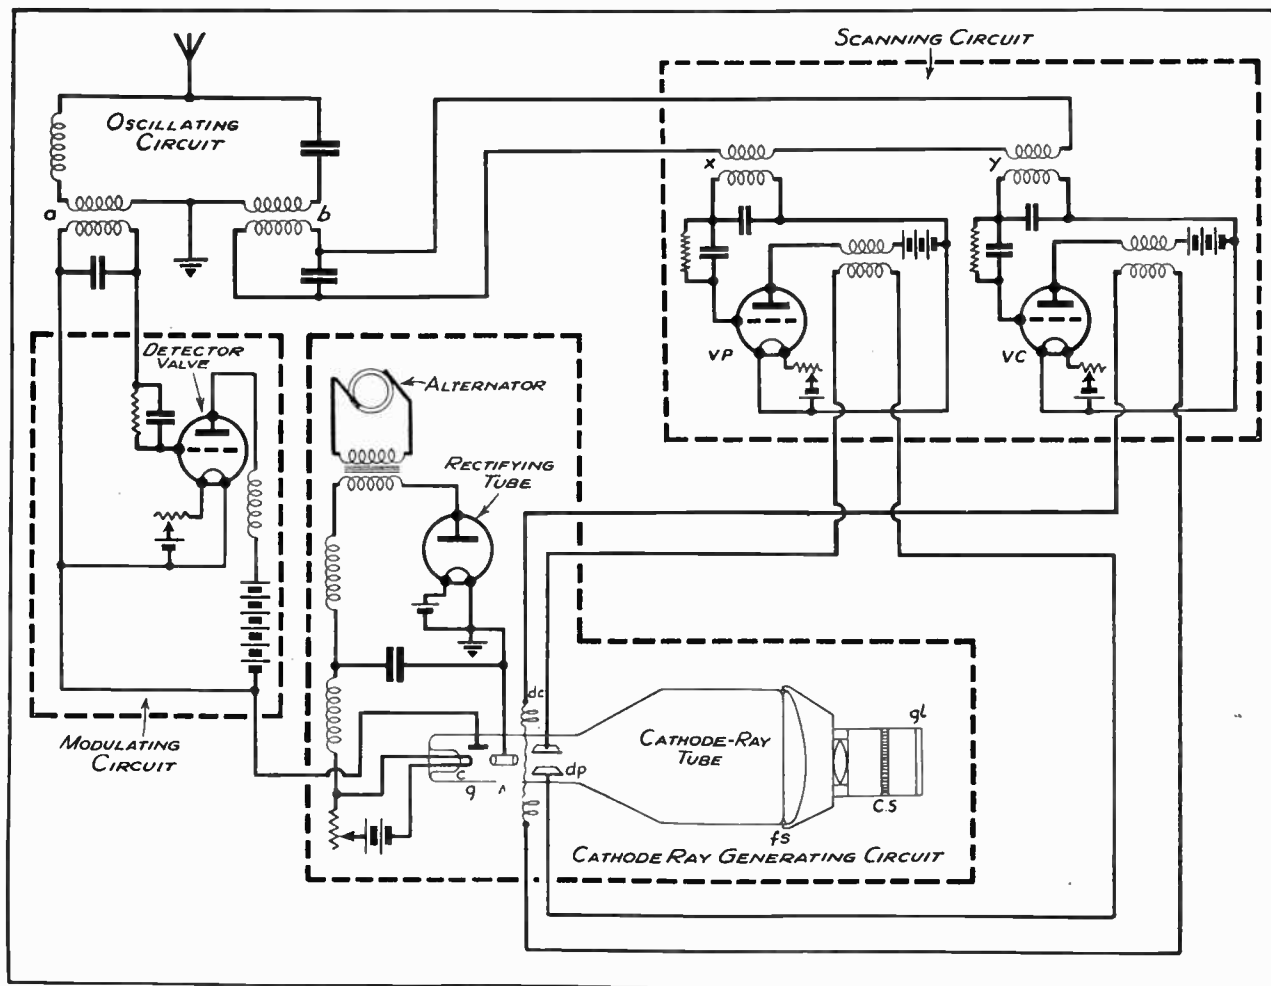 SCANNING CIRCUIT
OSCILLATING
CIRCUIT
x
y
a
b
DETECTOR
VALVE
VP
VC
ALTERNATOR
RECTIFYING
TUBE
dc
gl
MODULATING
CIRCUIT
CATHODE-RAY
TUBE
c
dp
g
C.S
fs
CATHODE RAY GENERATING CIRCUIT